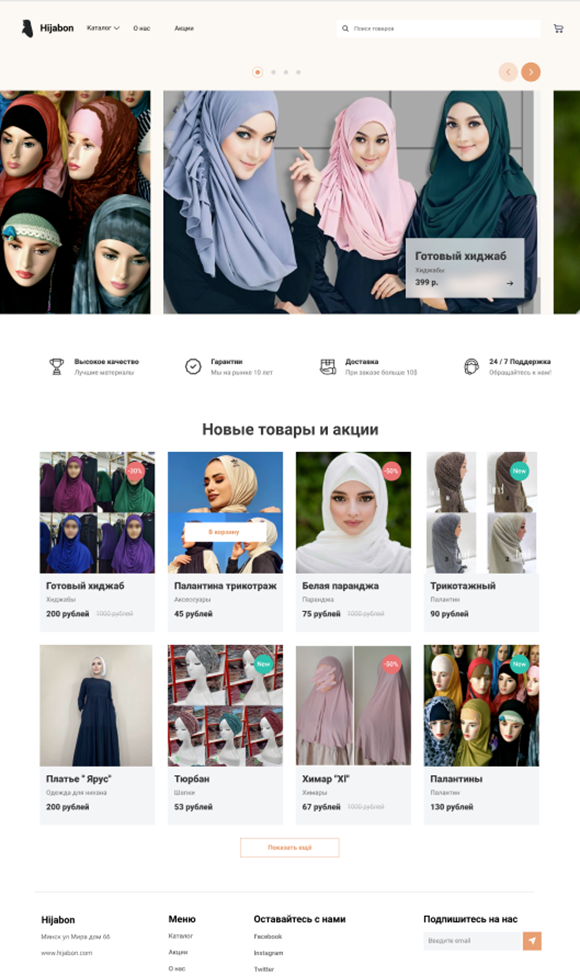 Hijabon
Каталог
О нас
Акции
Поиск товаров
Готовый хиджаб
Хиджабы
399 р.
Высокое качество
Лучшие материалы
Гарантии
Мы на рынке 10 лет
Доставка
При заказе больше 10$
24 / 7 Поддержка
Обращайтесь к нам!
Новые товары и акции
-30%
В корзину
-50%
New
Готовый хиджаб
Хиджабы
200 рублей 1000 рублей
Палантина трикотраж
Аксессуары
45 рублей
Белая паранджа
Паранджа
75 рублей 1000 рублей
Трикотажный
Палантин
90 рублей
New
-50%
New
Платье " Ярус"
Одежда для никаха
200 рублей
Тюрбан
Шапки
53 рублей
Химар "Xl"
Химары
67 рублей 1000 рублей
Палантины
Палантин
130 рублей
Показать ещё
Hijabon
Минск ул Мира дом 66
www.hijabon.com
Меню
Каталог
Акции
О нас
Оставайтесь с нами
Facebook
Instagram
Twitter
Подпишитесь на нас
Введите email